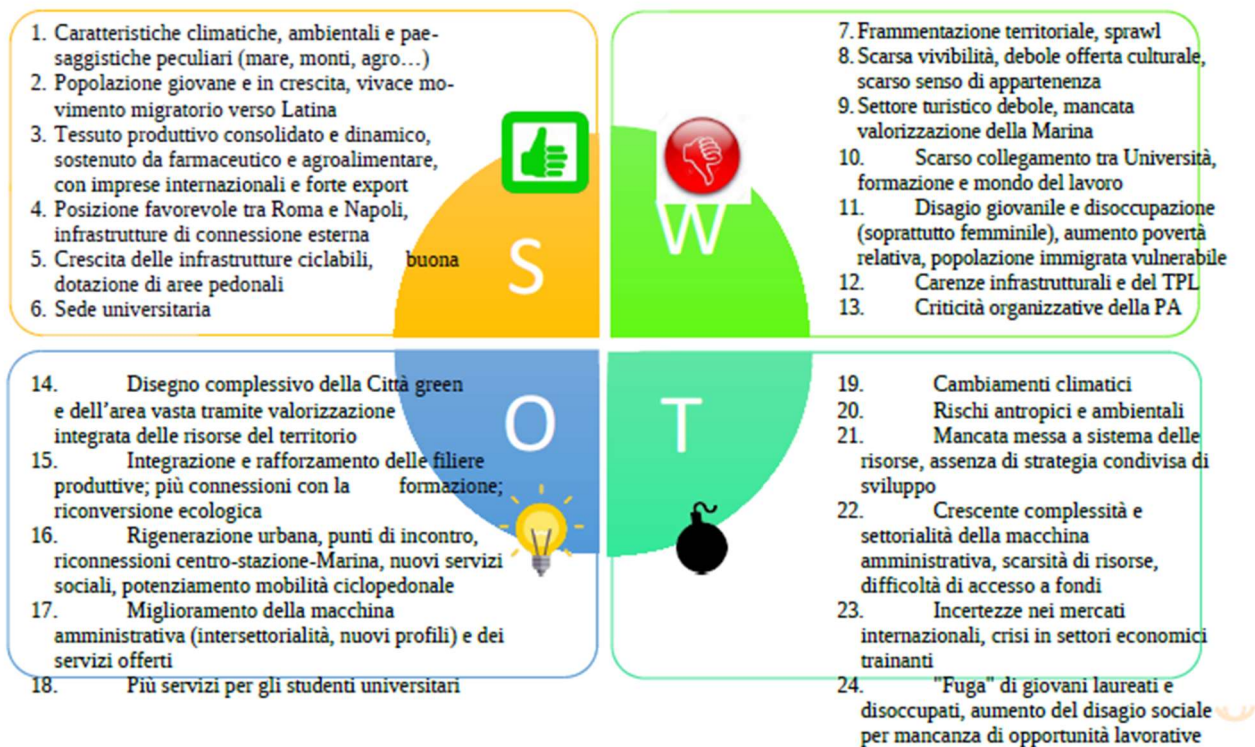 1. Caratteristiche climatiche, ambientali e pae-
saggistiche peculiari (mare, monti, agro…)
2. Popolazione giovane e in crescita, vivace mo-
vimento migratorio verso Latina
3. Tessuto produttivo consolidato e dinamico,
sostenuto da farmaceutico e agroalimentare,
con imprese internazionali e forte export
4. Posizione favorevole tra Roma e Napoli,
infrastrutture di connessione esterna
5. Crescita delle infrastrutture ciclabili, buona
dotazione di aree pedonali
6. Sede universitaria
S
7. Frammentazione territoriale, sprawl
8. Scarsa vivibilità, debole offerta culturale,
scarso senso di appartenenza
9. Settore turistico debole, mancata
valorizzazione della Marina
10. Scarso collegamento tra Università,
formazione e mondo del lavoro
11. Disagio giovanile e disoccupazione
(soprattutto femminile), aumento povertà
relativa, popolazione immigrata vulnerabile
12. Carenze infrastrutturali e del TPL
13. Criticità organizzative della PA
W
14. Disegno complessivo della Città green
e dell'area vasta tramite valorizzazione
integrata delle risorse del territorio
15. Integrazione e rafforzamento delle filiere
produttive; più connessioni con la formazione;
riconversione ecologica
16. Rigenerazione urbana, punti di incontro,
riconnessioni centro-stazione-Marina, nuovi servizi
sociali, potenziamento mobilità ciclopedonale
17. Miglioramento della macchina
amministrativa (intersettorialità, nuovi profili) e dei
servizi offerti
18. Più servizi per gli studenti universitari
O
19. Cambiamenti climatici
20. Rischi antropici e ambientali
21. Mancata messa a sistema delle
risorse, assenza di strategia condivisa di
sviluppo
22. Crescente complessità e
settorialità della macchina
amministrativa, scarsità di risorse,
difficoltà di accesso a fondi
23. Incertezze nei mercati
internazionali, crisi in settori economici
trainanti
24. "Fuga" di giovani laureati e
disoccupati, aumento del disagio sociale
per mancanza di opportunità lavorative
T